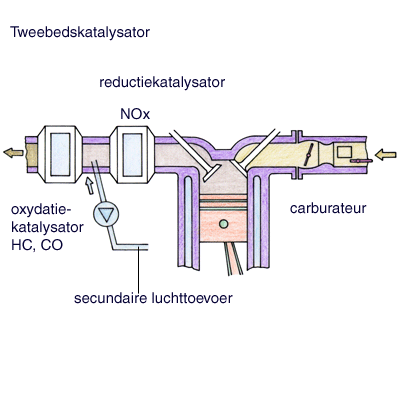 Tweebedskatalysator
reductiekatalysator
NOx
oxydatie-
katalysator
HC, CO
carburateur
secundaire luchttoevoer